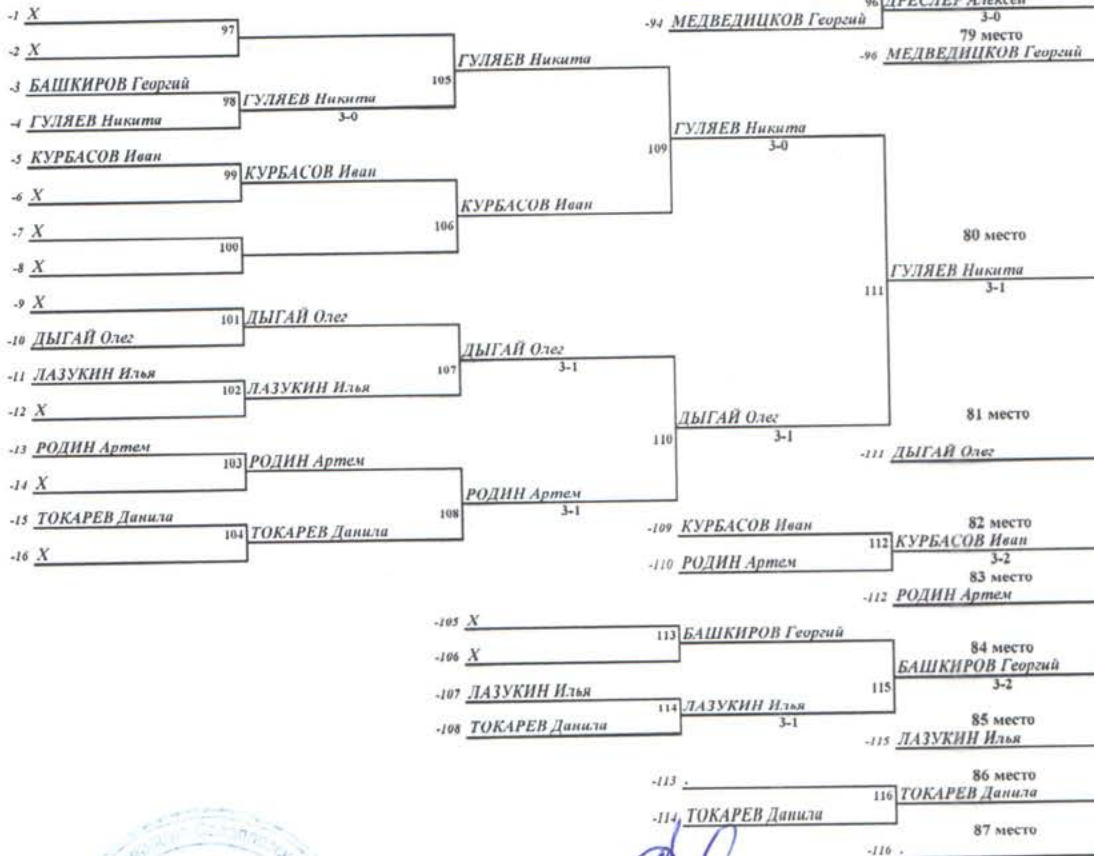 96 ДРЕСЛЕР Алексей
-94 МЕДВЕДИЦКОВ Георгий
3-0
79 место
-96 МЕДВЕДИЦКОВ Георгий
-1 X
97
-2 X
-3 БАШКИРОВ Георгий
98 ГУЛЯЕВ Никита
3-0
-4 ГУЛЯЕВ Никита
-5 КУРБАСОВ Иван
99 КУРБАСОВ Иван
-6 X
-7 X
100
-8 X
-9 X
101 ДЫГАЙ Олег
-10 ДЫГАЙ Олег
-11 ЛАЗУКИН Илья
102 ЛАЗУКИН Илья
-12 X
-13 РОДИН Артем
103 РОДИН Артем
-14 X
-15 ТОКАРЕВ Данила
104 ТОКАРЕВ Данила
-16 X
105 ГУЛЯЕВ Никита
106 КУРБАСОВ Иван
107 ДЫГАЙ Олег
3-1
108 РОДИН Артем
3-1
109 ГУЛЯЕВ Никита
3-0
110 ДЫГАЙ Олег
3-1
80 место
111 ГУЛЯЕВ Никита
3-1
81 место
-111 ДЫГАЙ Олег
-109 КУРБАСОВ Иван
82 место
112 КУРБАСОВ Иван
3-2
-110 РОДИН Артем
83 место
-112 РОДИН Артем
-105 X
113 БАШКИРОВ Георгий
-106 X
84 место
115 БАШКИРОВ Георгий
3-2
-107 ЛАЗУКИН Илья
114 ЛАЗУКИН Илья
3-1
-108 ТОКАРЕВ Данила
85 место
-115 ЛАЗУКИН Илья
-113 .
86 место
116 ТОКАРЕВ Данила
-114 ТОКАРЕВ Данила
87 место
-116 .